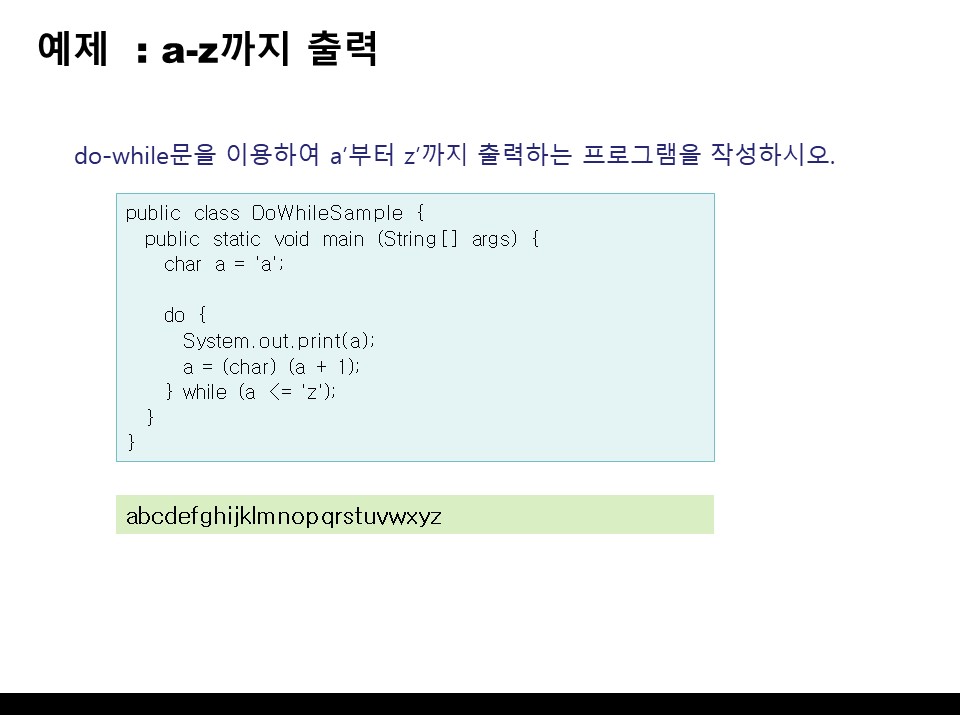 예제 : a-z까지 출력
do-while문을 이용하여 a’부터 z’까지 출력하는 프로그램을 작성하시오.
public class DoWhileSample {
public static void main (String[] args) {
char a = 'a';
do {
System.out.print(a);
a = (char) (a + 1);
} while (a <= 'z');
}
}
abcdefghijklmnopqrstuvwxyz